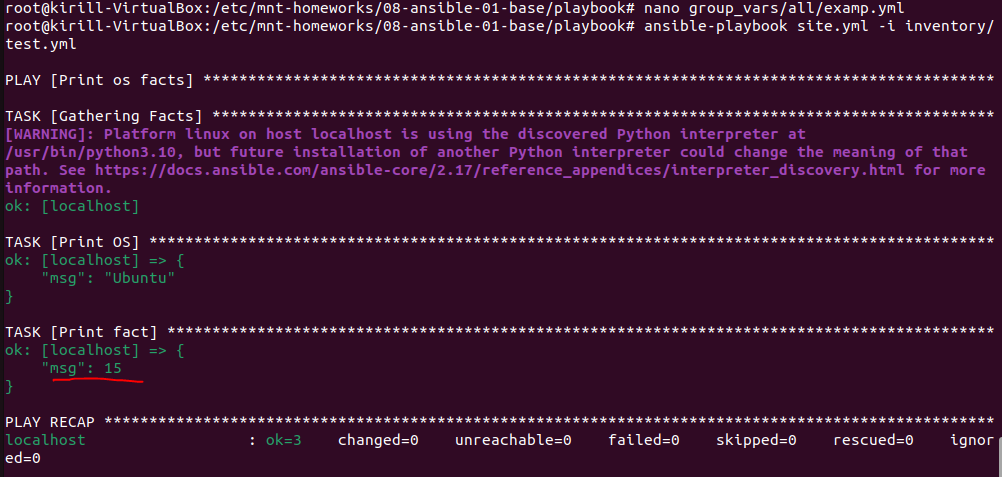 root@kirill-VirtualBox:/etc/mnt-homeworks/08-ansible-01-base/playbook# nano group_vars/all/examp.yml
root@kirill-VirtualBox:/etc/mnt-homeworks/08-ansible-01-base/playbook# ansible-playbook site.yml -i inventory/
test.yml
PLAY [Print os facts] ****************************************************************************************
TASK [Gathering Facts] ***************************************************************************************
[WARNING]: Platform linux on host localhost is using the discovered Python interpreter at
/usr/bin/python3.10, but future installation of another Python interpreter could change the meaning of that
path. See https://docs.ansible.com/ansible-core/2.17/reference_appendices/interpreter_discovery.html for more
information.
ok: [localhost]
TASK [Print OS] **********************************************************************************************
ok: [localhost] => {
    "msg": "Ubuntu"
}
TASK [Print fact] ********************************************************************************************
ok: [localhost] => {
    "msg": 15
}
PLAY RECAP ***************************************************************************************************
localhost                  : ok=3    changed=0    unreachable=0    failed=0    skipped=0    rescued=0    ignor
ed=0